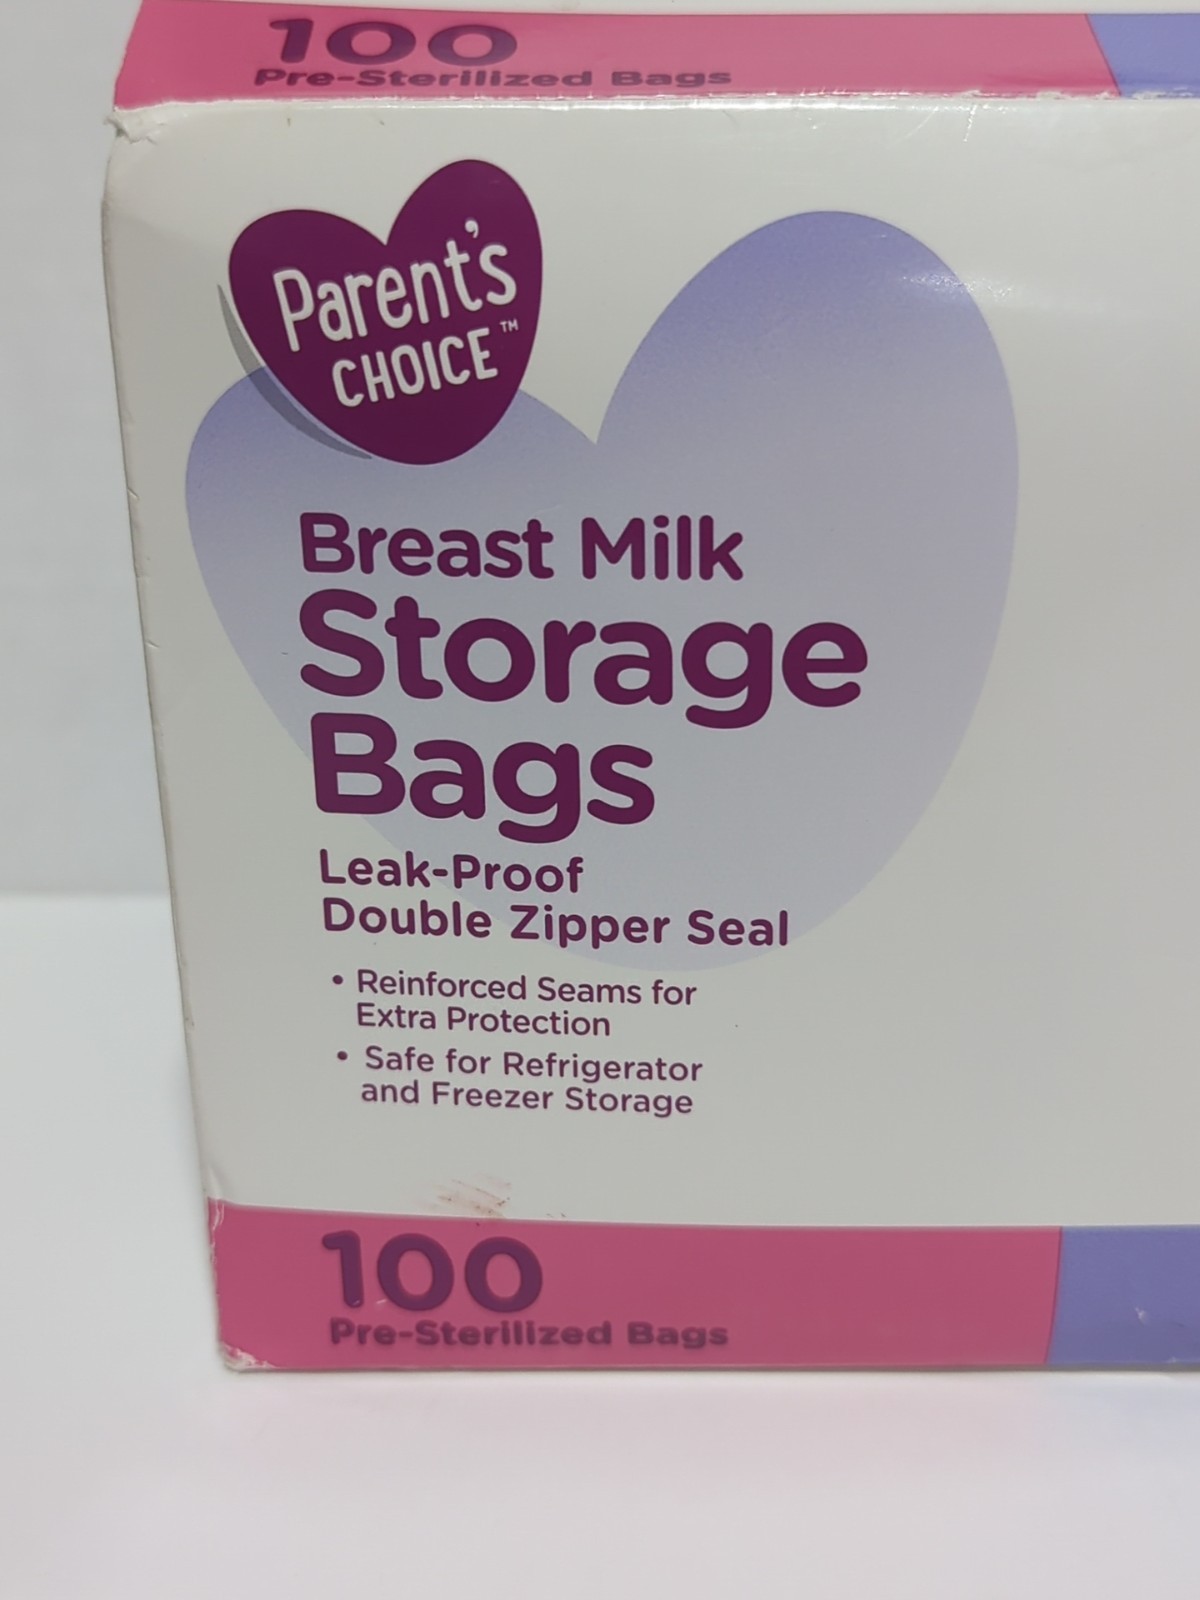 100
Pre-Sterilized Bags
Parent's
CHOICE™
Breast Milk
Storage
Bags
Leak-Proof
Double Zipper Seal
• Reinforced Seams for
Extra Protection
• Safe for Refrigerator
and Freezer Storage
100
Pre-Sterilized Bags